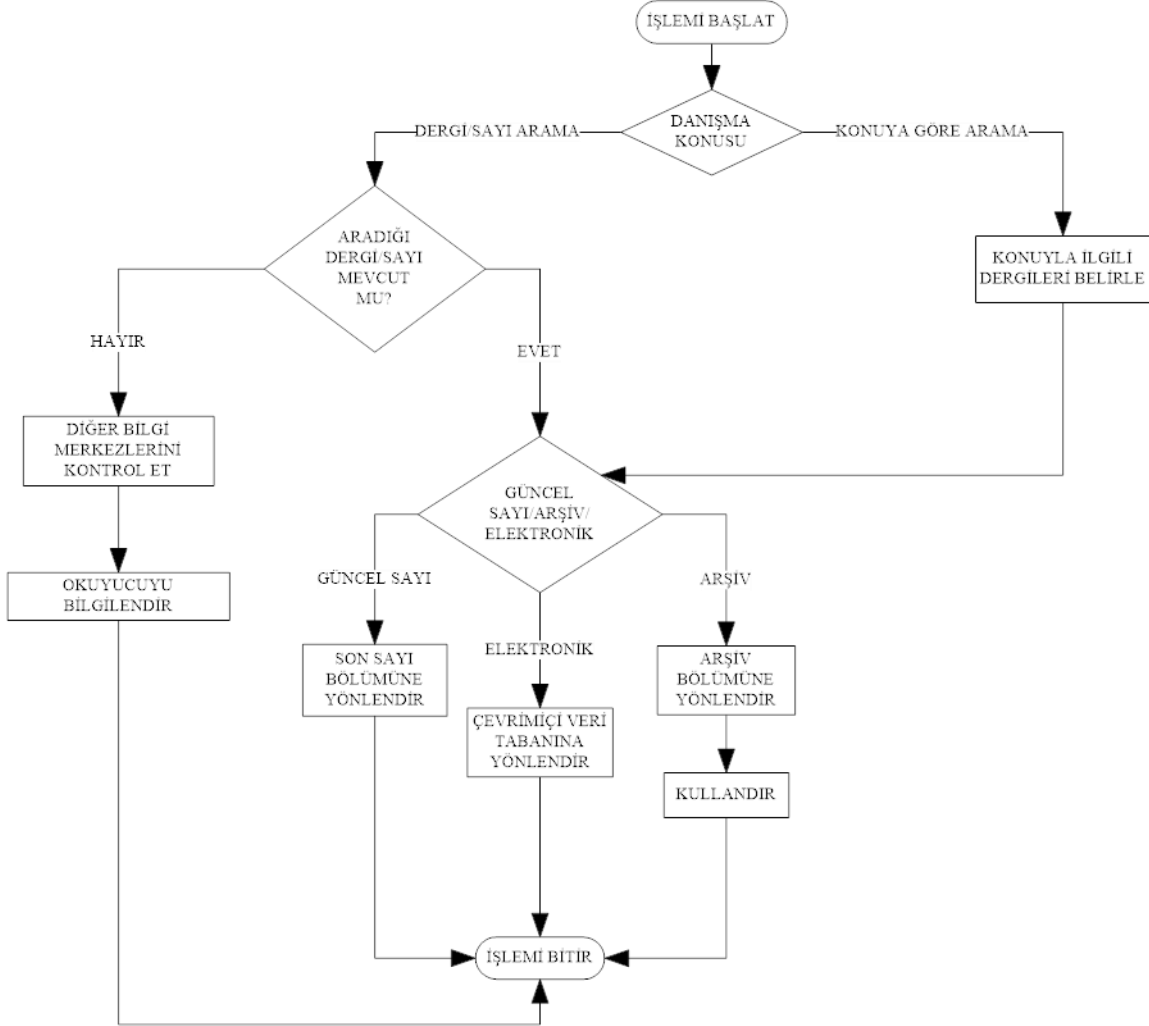 İŞLEMİ BAŞLAT
DANIŞMA
KONUSU
DERGİ/SAYI ARAMA
KONUYA GÖRE ARAMA
ARADIĞI
DERGİ/SAYI
MEVCUT
MU?
KONUYLA İLGİLİ
DERGİLERİ BELİRLE
HAYIR
EVET
DİĞER BİLGİ
MERKEZLERİNİ
KONTROL ET
GÜNCEL
SAYI/ARŞİV/
ELEKTRONİK
OKUYUCUYU
BİLGİLENDİR
GÜNCEL SAYI
ARŞİV
ELEKTRONİK
SON SAYI
BÖLÜMÜNE
YÖNLENDİR
ARŞİV
BÖLÜMÜNE
YÖNLENDİR
ÇEVRİMİÇİ VERİ
TABANINA
YÖNLENDİR
KULLANDIR
İŞLEMİ BİTİR